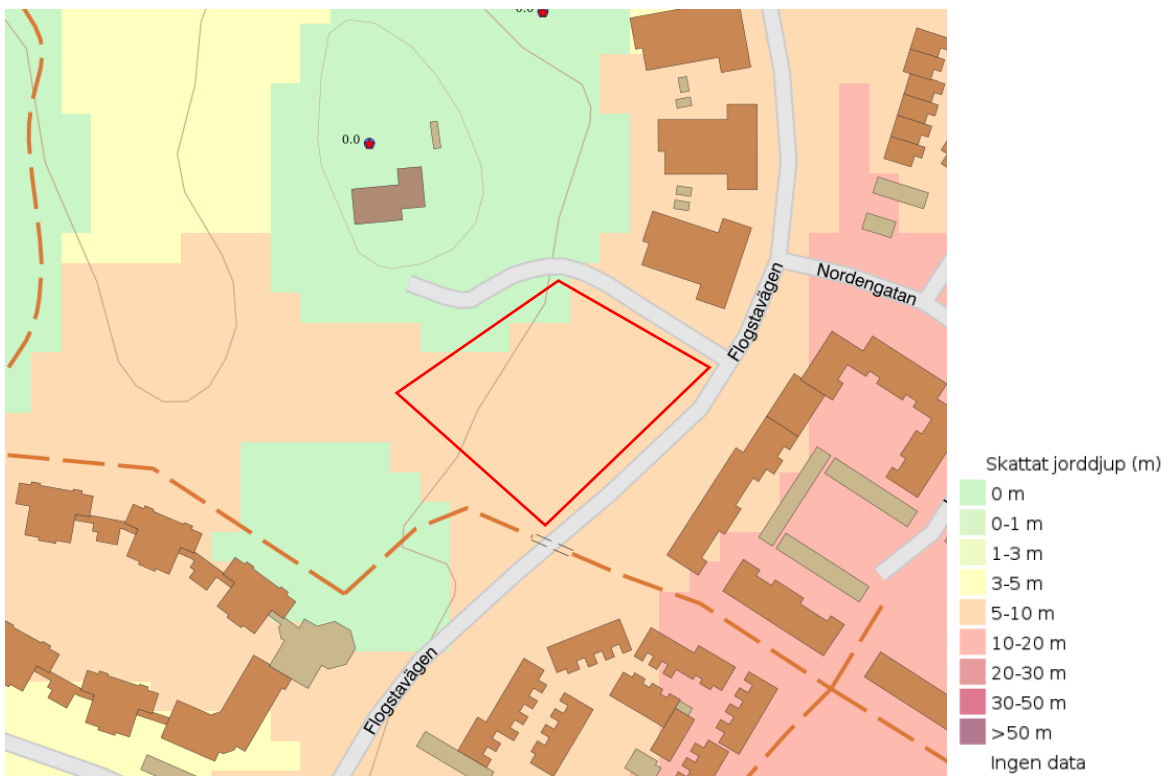 0.0
0.0
Flogstavägen
Nordengatan
Flogstavägen
Skattat jorddjup (m)
0 m
0-1 m
1-3 m
3-5 m
5-10 m
10-20 m
20-30 m
30-50 m
>50 m
Ingen data